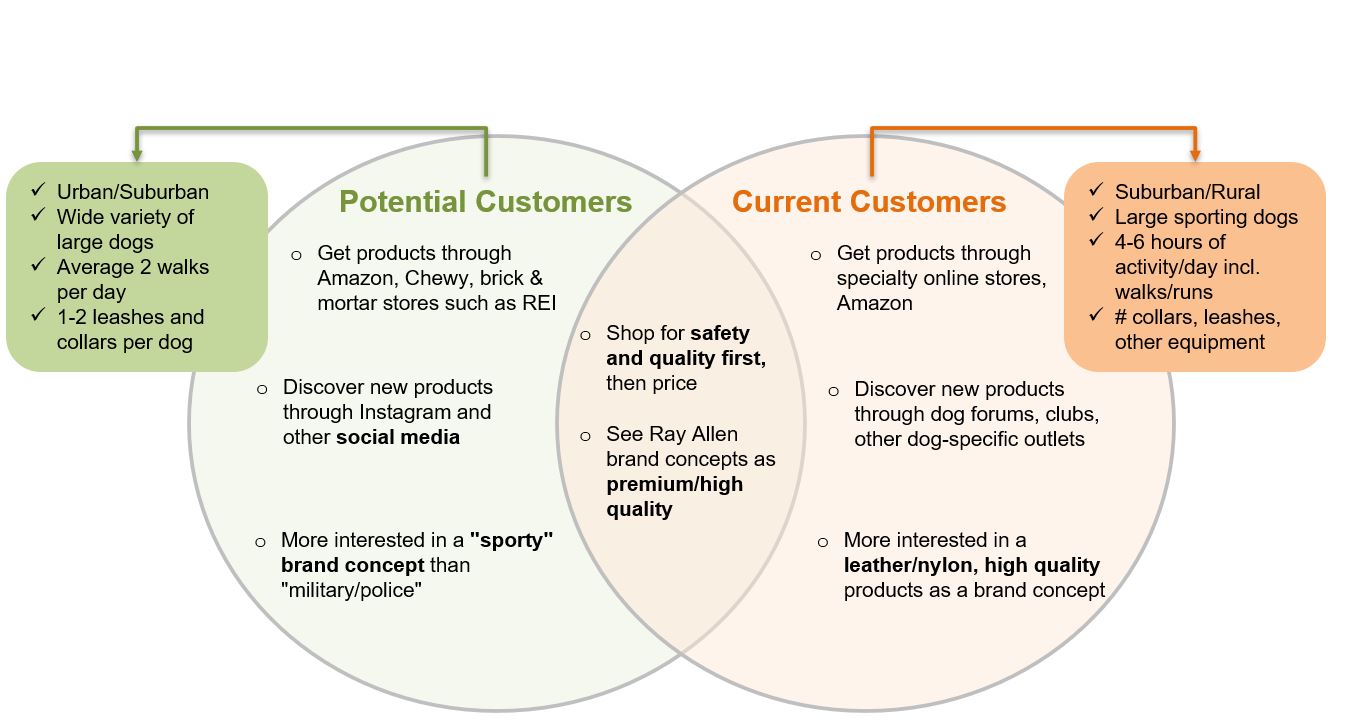 ✓ Urban/Suburban
✓ Wide variety of
large dogs
✓ Average 2 walks
per day
✓ 1-2 leashes and
collars per dog
Potential Customers
o Get products through
Amazon, Chewy, brick &
mortar stores such as REI
o Discover new products
through Instagram and
other social media
o More interested in a "sporty"
brand concept than
"military/police"
o Shop for safety
and quality first,
then price
o See Ray Allen
brand concepts as
premium/high
quality
Current Customers
o Get products through
specialty online stores,
Amazon
o Discover new products
through dog forums, clubs,
other dog-specific outlets
o More interested in a
leather/nylon, high quality
products as a brand concept
✓ Suburban/Rural
✓ Large sporting dogs
✓ 4-6 hours of
activity/day incl.
walks/runs
✓ # collars, leashes,
other equipment